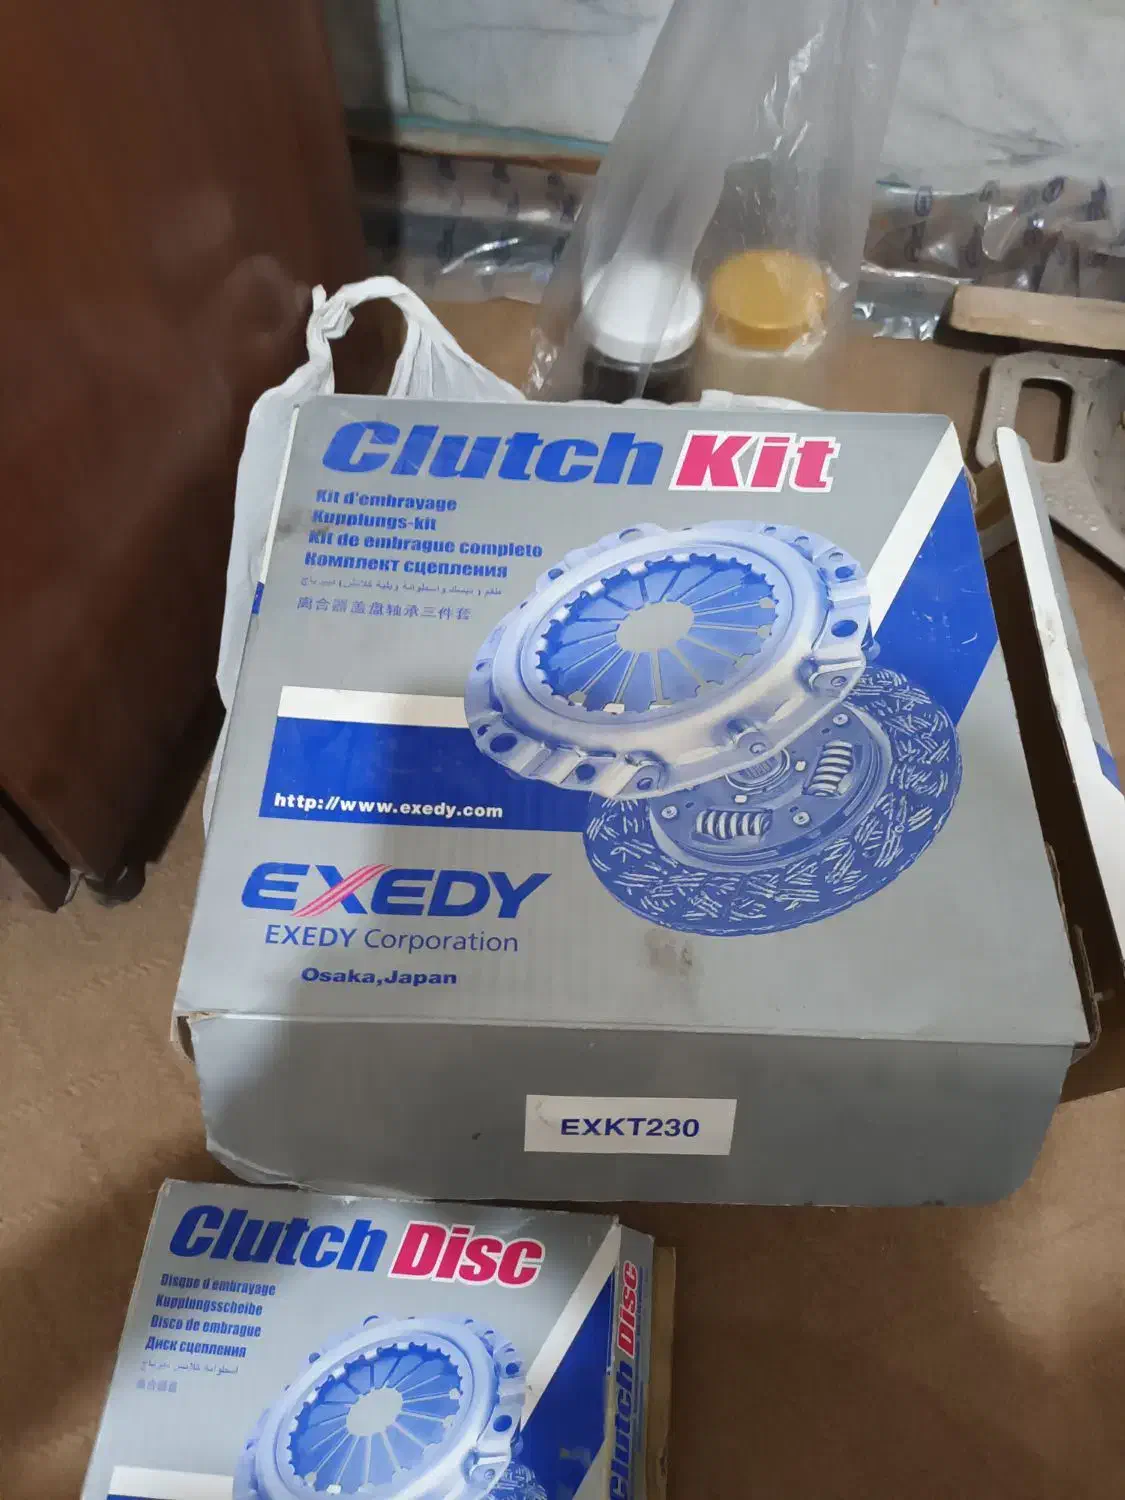 Clutch Kit
Kit d'embrayage
Kupplungs-kit
Kit de embrague completo
Комплект сцепления
离合器盖盘轴承三件套
http://www.exedy.com
EXEDY
EXEDY Corporation
Osaka,Japan
EXKT230
Clutch Disc
Disque d'embrayage
Kupplungsscheibe
Disco de embrague
Диск сцепления
Clutch Disc